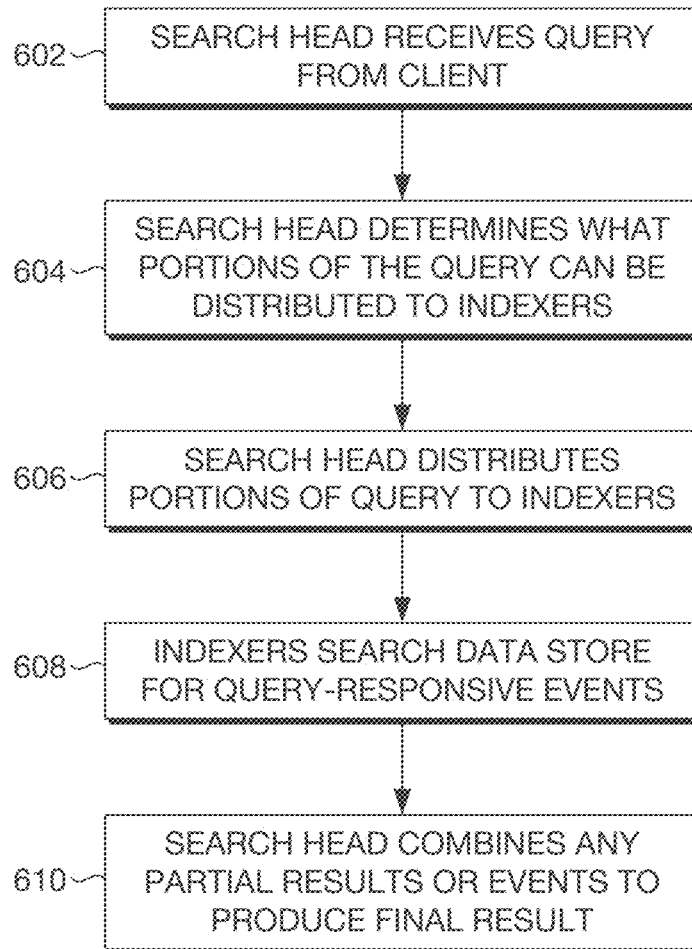 602
SEARCH HEAD RECEIVES QUERY
FROM CLIENT
604
SEARCH HEAD DETERMINES WHAT
PORTIONS OF THE QUERY CAN BE
DISTRIBUTED TO INDEXERS
606
SEARCH HEAD DISTRIBUTES
PORTIONS OF QUERY TO INDEXERS
608
INDEXERS SEARCH DATA STORE
FOR QUERY-RESPONSIVE EVENTS
610
SEARCH HEAD COMBINES ANY
PARTIAL RESULTS OR EVENTS TO
PRODUCE FINAL RESULT